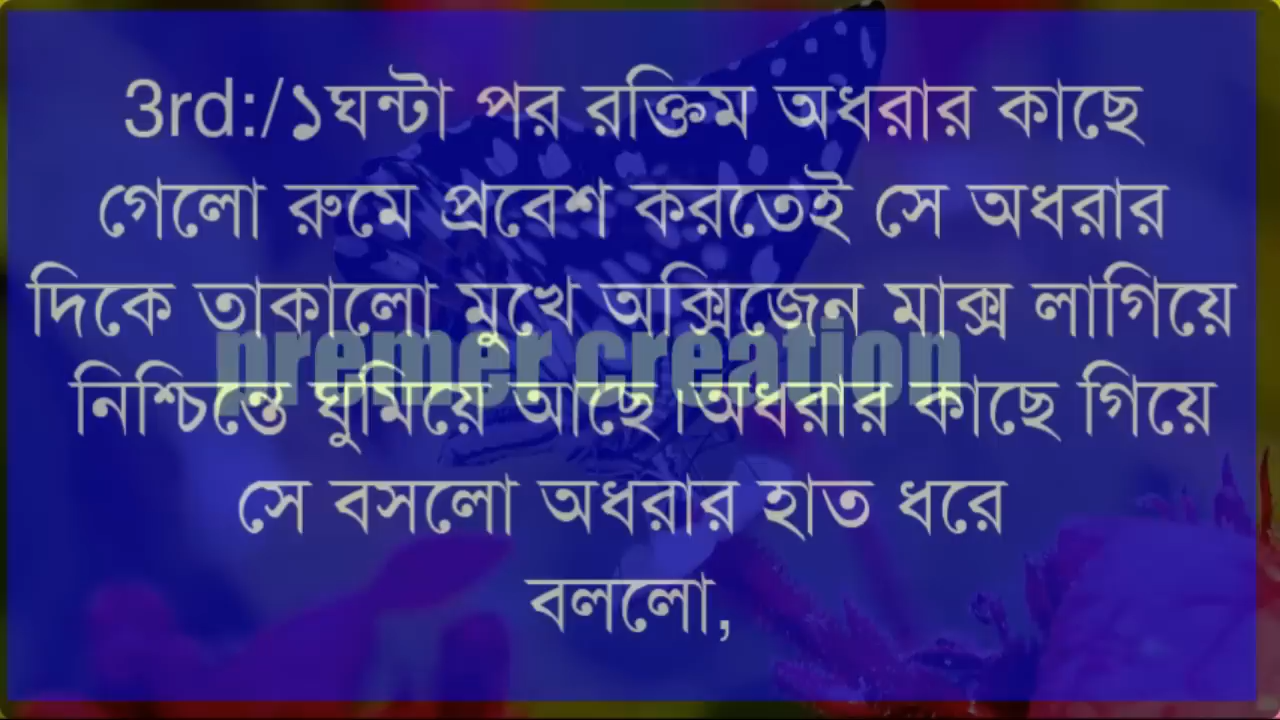 3rd:/১ঘন্টা পর রক্তিম অধরার কাছে
গেলো রুমে প্রবেশ করতেই সে অধরার
দিকে তাকালো মুখে অক্সিজেন মাক্স লাগিয়ে
premer creation
নিশ্চিন্তে ঘুমিয়ে আছে।অধরার কাছে গিয়ে
সে বসলো অধরার হাত ধরে
বললো,